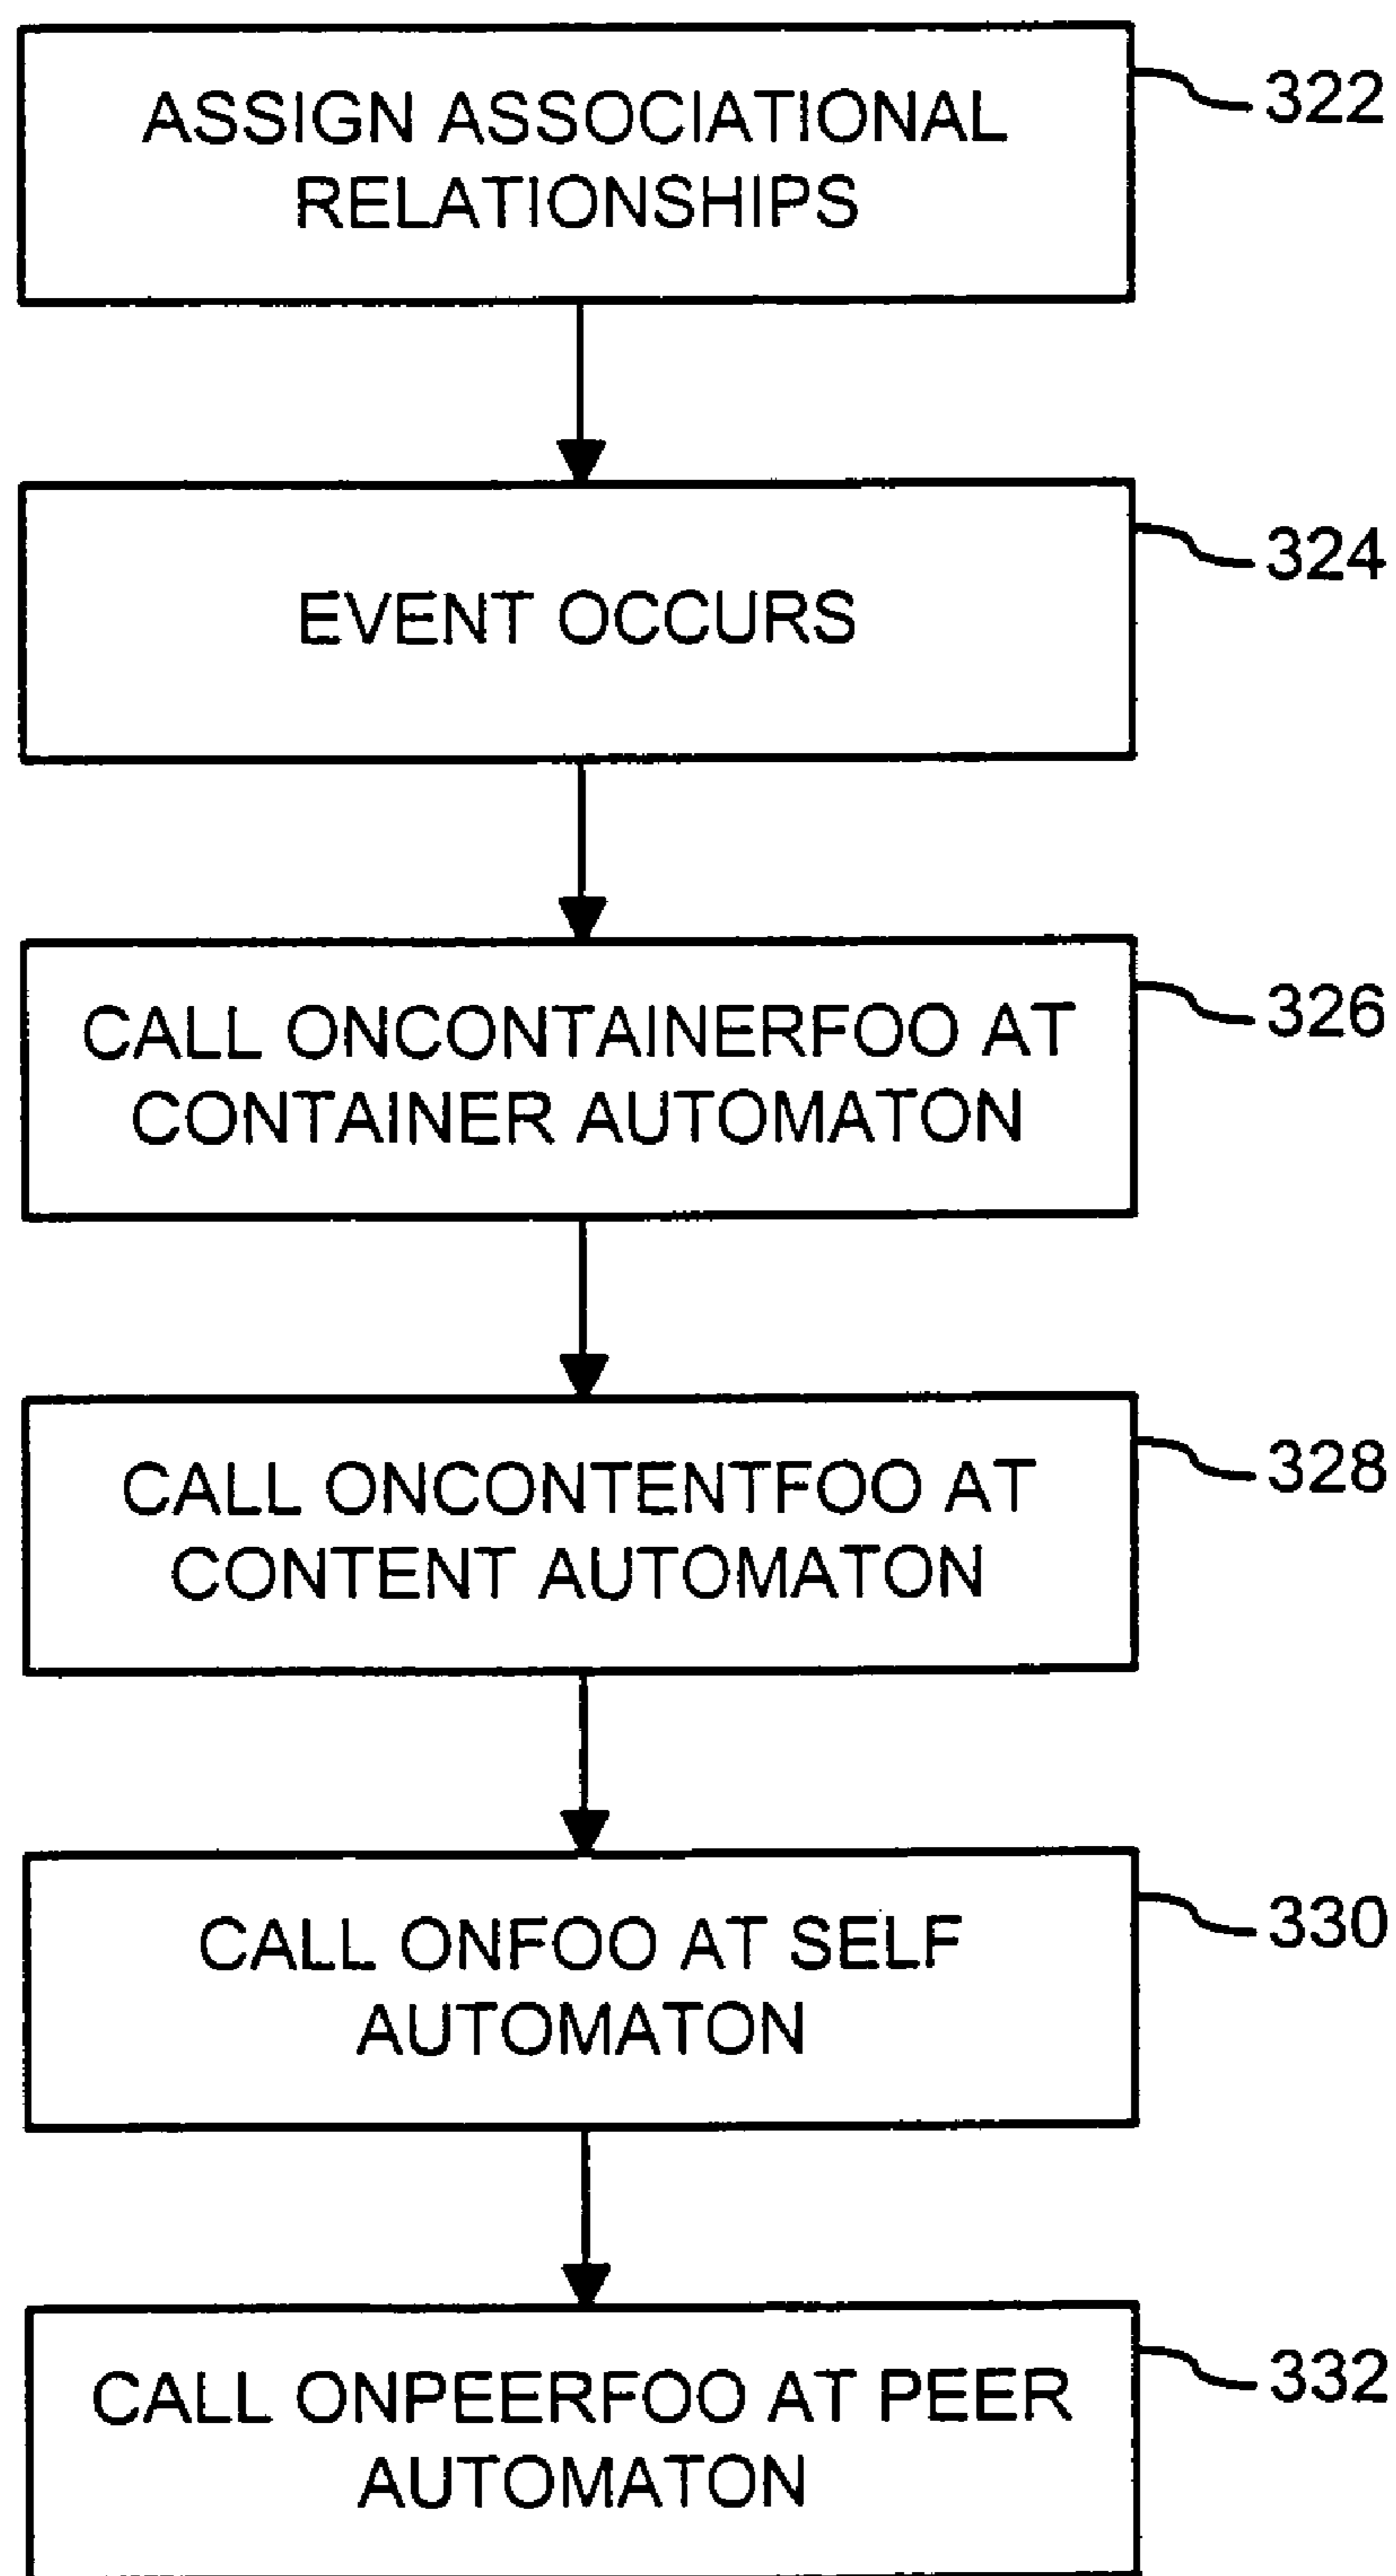 ASSIGN ASSOCIATIONAL
RELATIONSHIPS
322
EVENT OCCURS
324
CALL ONCONTAINERFOO AT
CONTAINER AUTOMATON
326
CALL ONCONTENTFOO AT
CONTENT AUTOMATON
328
CALL ONFOO AT SELF
AUTOMATON
330
CALL ONPEERFOO AT PEER
AUTOMATON
332